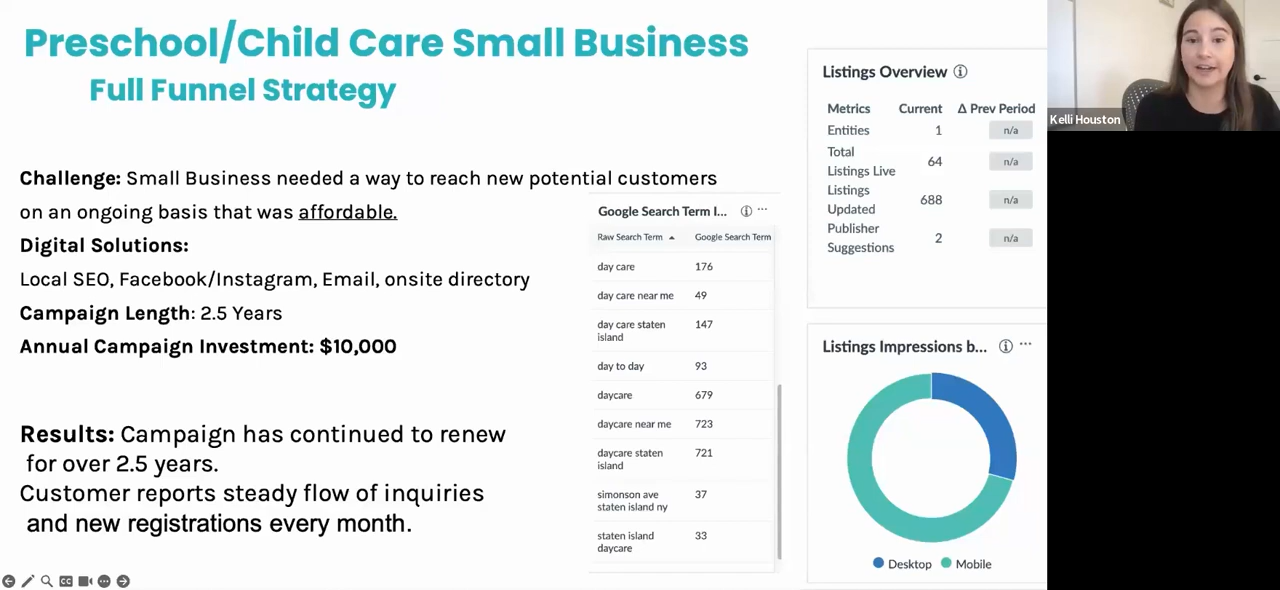 Preschool/Child Care Small Business
Full Funnel Strategy
Challenge: Small Business needed a way to reach new potential customers
on an ongoing basis that was affordable.
Digital Solutions:
Local SEO, Facebook/Instagram, Email, onsite directory
Campaign Length: 2.5 Years
Annual Campaign Investment: $10,000
Results: Campaign has continued to renew
for over 2.5 years.
Customer reports steady flow of inquiries
and new registrations every month.
Google Search Term I...
Raw Search Term Google Search Term
day care 176
day care near me 49
day care staten
island 147
day to day 93
daycare 679
daycare near me 723
daycare staten
island 721
simonson ave
staten island ny 37
staten island
daycare 33
Listings Overview
Metrics Current Δ Prev Period
Entities 1 n/a
Total
Listings Live 64 n/a
Listings
Updated 688 n/a
Publisher
Suggestions 2 n/a
Listings Impressions b...
Desktop Mobile
Kelli Houston
CC